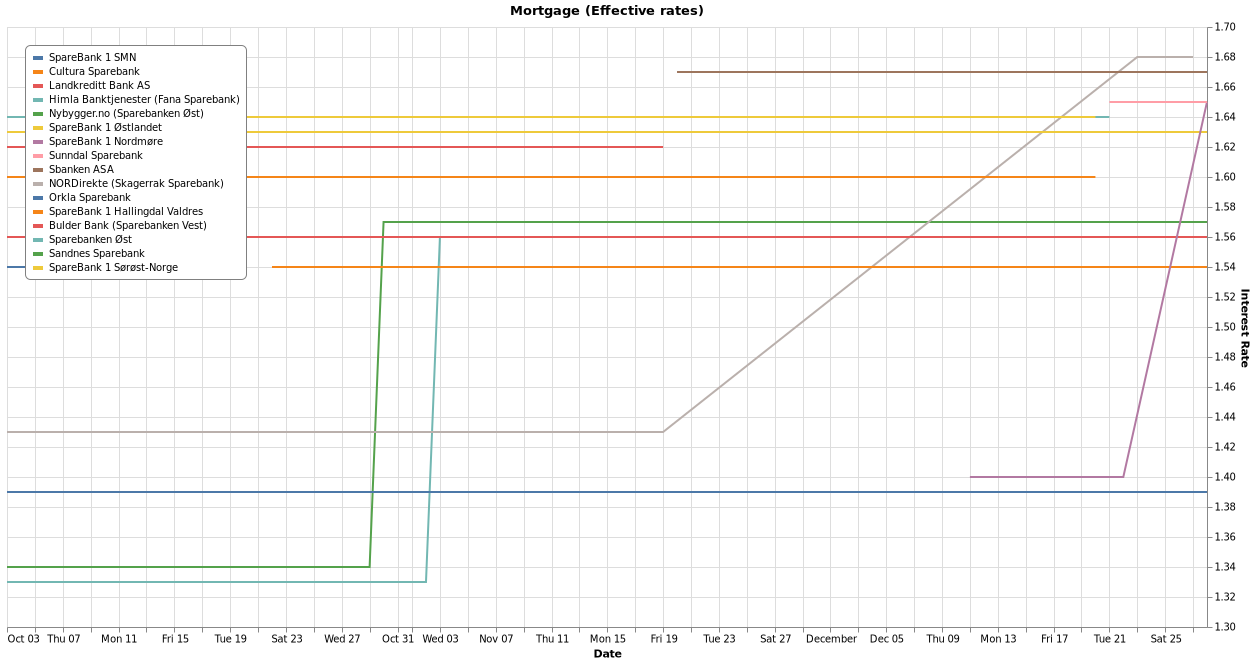 Mortgage (Effective rates)
SpareBank 1 SMN
Cultura Sparebank
Landkreditt Bank AS
Himla Banktjenester (Fana Sparebank)
Nybygger.no (Sparebanken Øst)
SpareBank 1 Østlandet
SpareBank 1 Nordmøre
Sunndal Sparebank
Sbanken ASA
NORDirekte (Skagerrak Sparebank)
Orkla Sparebank
SpareBank 1 Hallingdal Valdres
Bulder Bank (Sparebanken Vest)
Sparebanken Øst
Sandnes Sparebank
SpareBank 1 Sørøst-Norge
1.70
1.68
1.66
1.64
1.62
1.60
1.58
1.56
1.54
1.52
1.50
1.48
1.46
1.44
1.42
1.40
1.38
1.36
1.34
1.32
1.30
Interest Rate
Oct 03 Thu 07 Mon 11 Fri 15 Tue 19 Sat 23 Wed 27 Oct 31 Wed 03 Nov 07 Thu 11 Mon 15 Fri 19 Tue 23 Sat 27 December Dec 05 Thu 09 Mon 13 Fri 17 Tue 21 Sat 25
Date